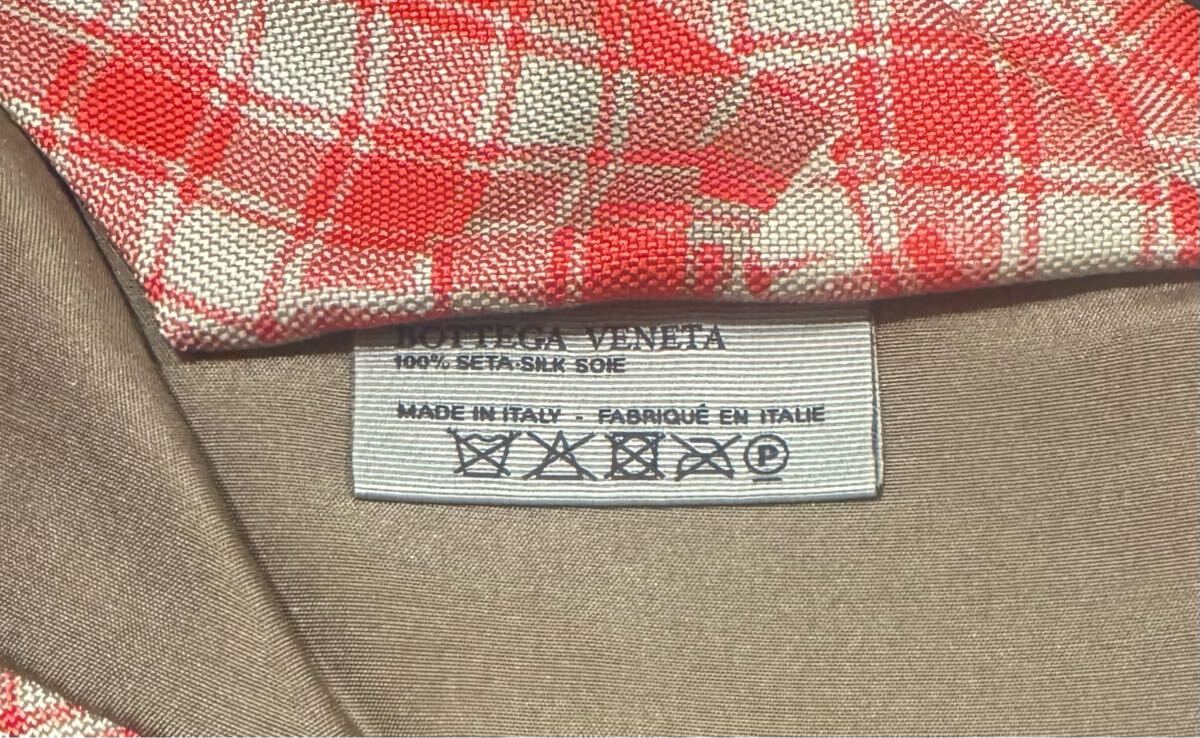 BOTTEGA VENETA
100% SETA-SILK SOIE
MADE IN ITALY - FABRIQUÉ EN ITALIE
P